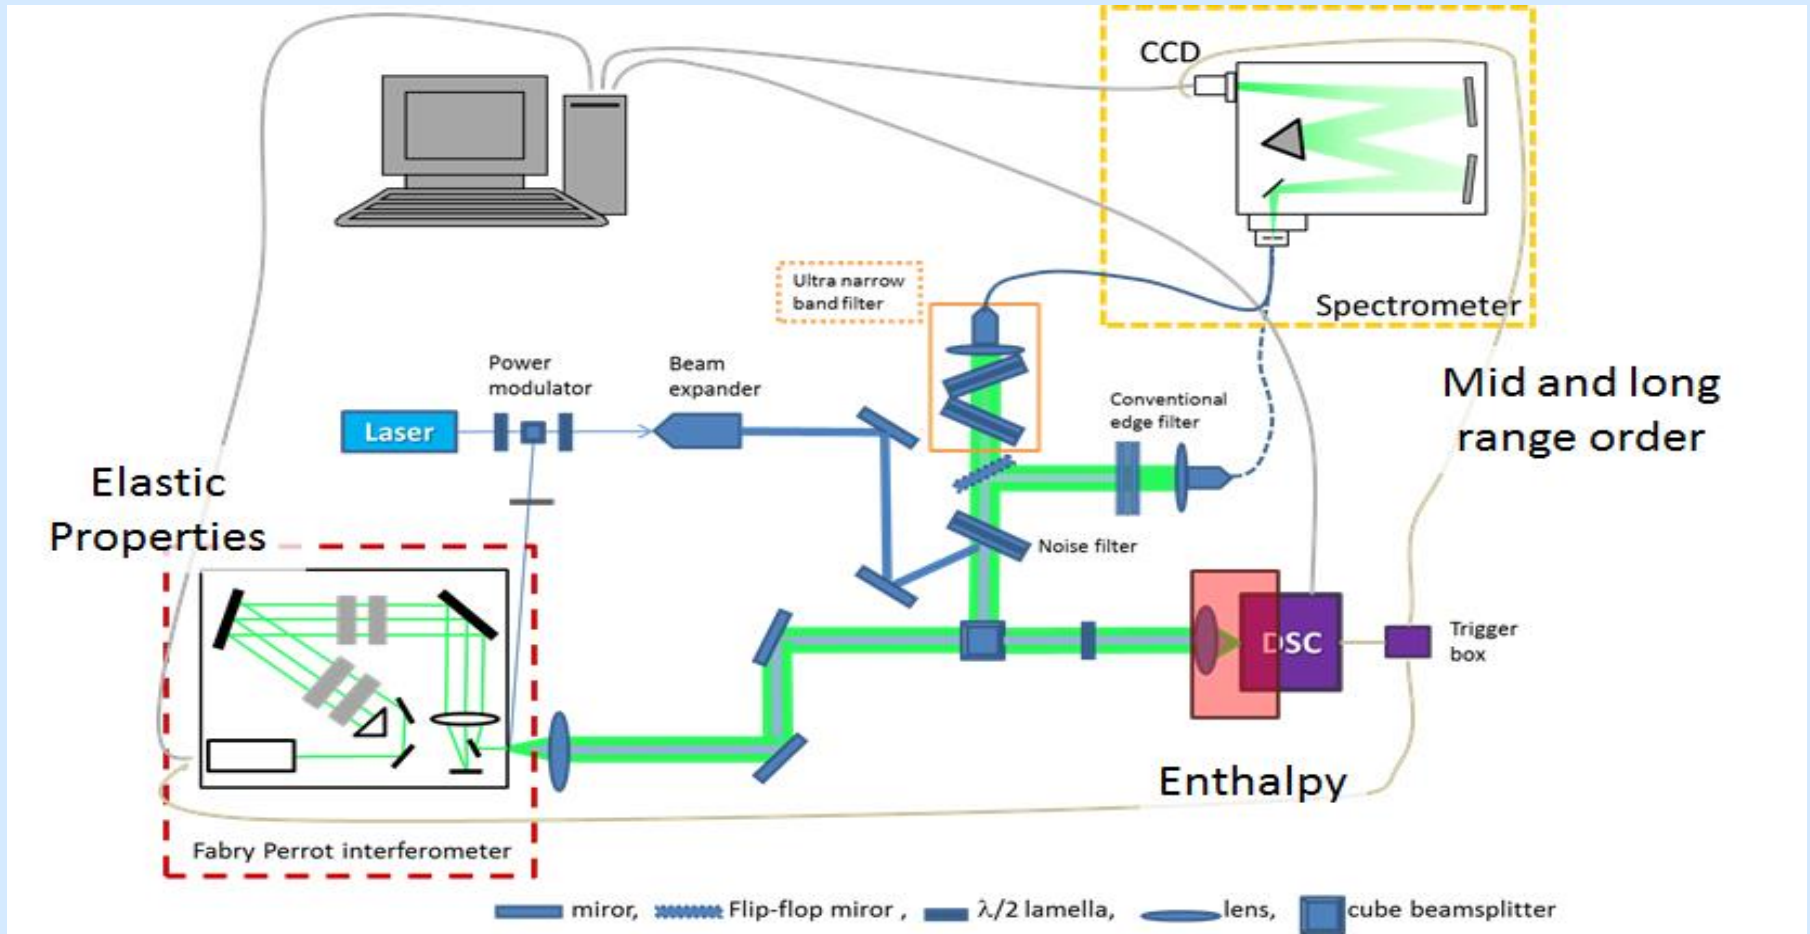 CCD
Spectrometer
Ultra narrow
band filter
Power
modulator
Beam
expander
Laser
Conventional
edge filter
Mid and long
range order
Elastic
Properties
Noise filter
DSC
Trigger
box
Enthalpy
Fabry Perrot interferometer
miror, Flip-flop miror , λ/2 lamella, lens, cube beamsplitter